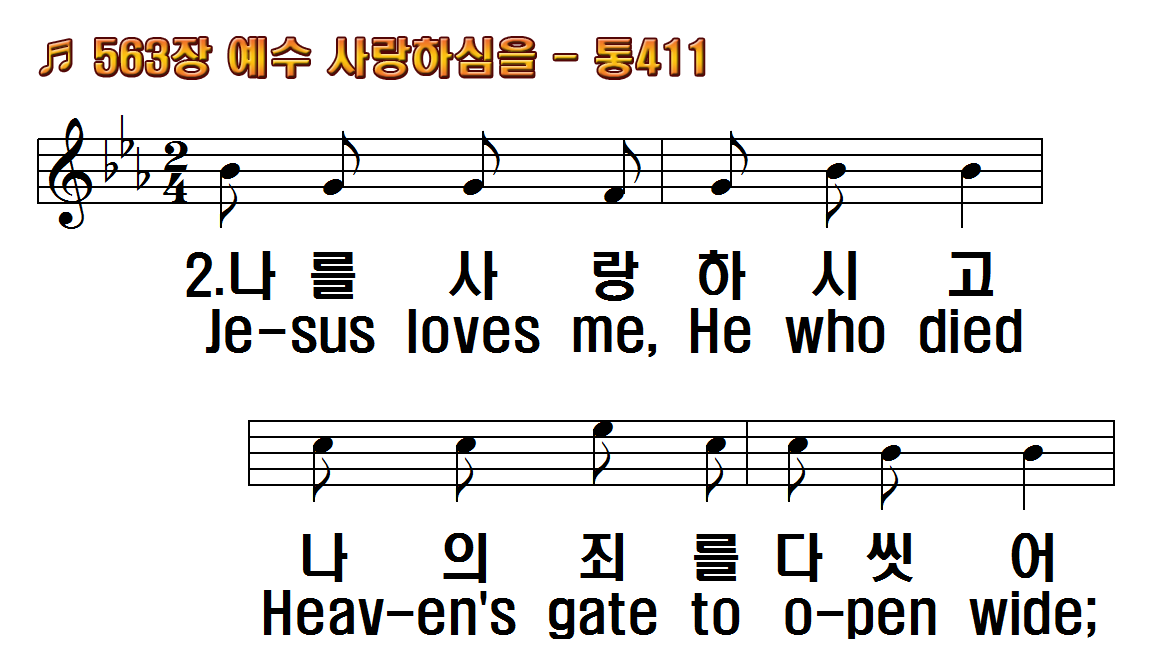 ♬ 563장 예수 사랑하심을 - 통411
2.나 를 사 랑 하 시 고
Je-sus loves me, He who died
나 의 죄 를 다 씻 어
Heav-en's gate to o-pen wide;